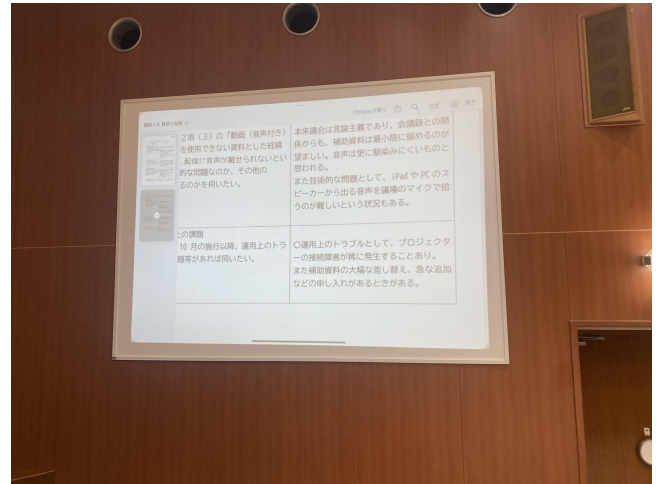 Chromeで開く
完了
2項（3）の「動画（音声付き）
を使用できない資料とした経緯
配信に音声が載せられないとい
的な問題なのか、その他の
るのかを伺いたい。
本来議会は言論主義であり、会議録との関
係からも、補助資料は最小限に留めるのが
望ましい。音声は更に馴染みにくいものと
思われる。
また技術的な問題として、iPad や PC のス
ピーカーから出る音声を議場のマイクで拾
うのが難しいという状況もある。
上の課題
10 月の施行以降、運用上のトラ
題等があれば伺いたい。
〇運用上のトラブルとして、プロジェクタ
ーの接続障害が稀に発生することあり。
また補助資料の大幅な差し替え、急な追加
などの申し入れがあるときがある。